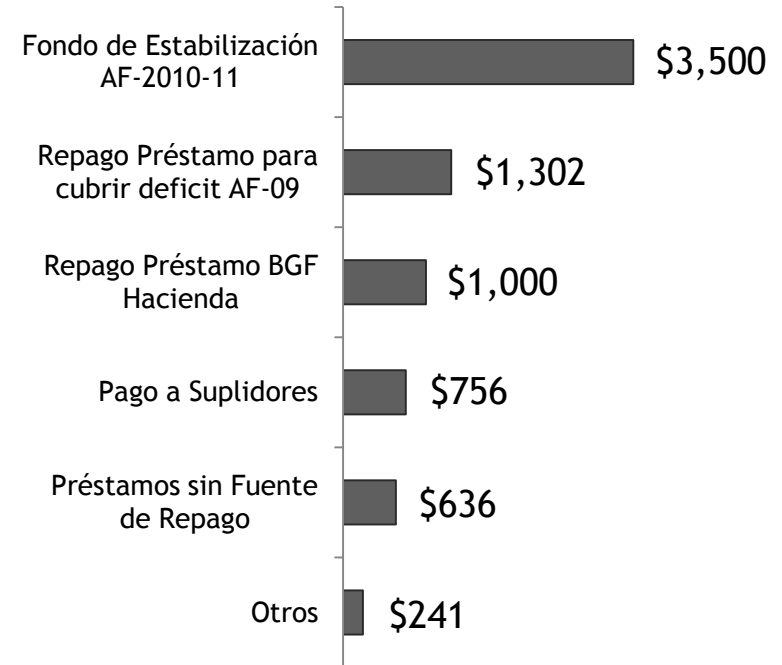 Fondo de Estabilización
AF-2010-11
$3,500
Repago Préstamo para
cubrir deficit AF-09
$1,302
Repago Préstamo BGF
Hacienda
$1,000
Pago a Suplidores
$756
Préstamos sin Fuente
de Repago
$636
Otros
$241